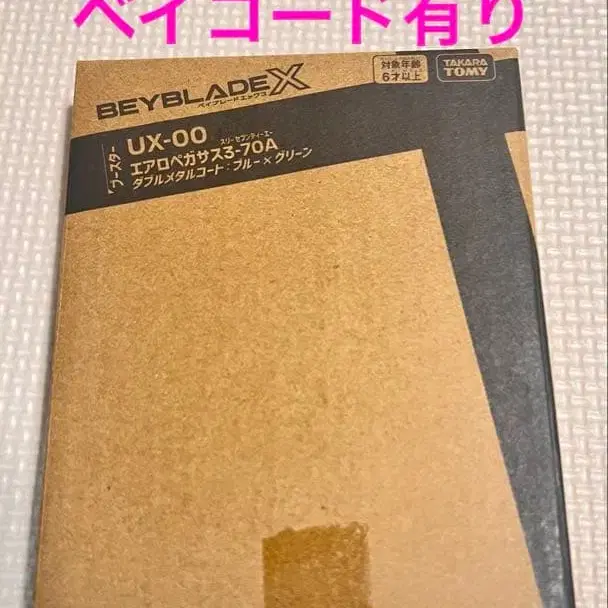 ベイコード有り
BEYBLADE X
ベイブレードエックス
対象年齢
6才以上
TAKARA
TOMY
ブースター
UX-00
スリーセブンティーエー
エアロペガサス3-70A
ダブルメタルコート:ブルー×グリーン